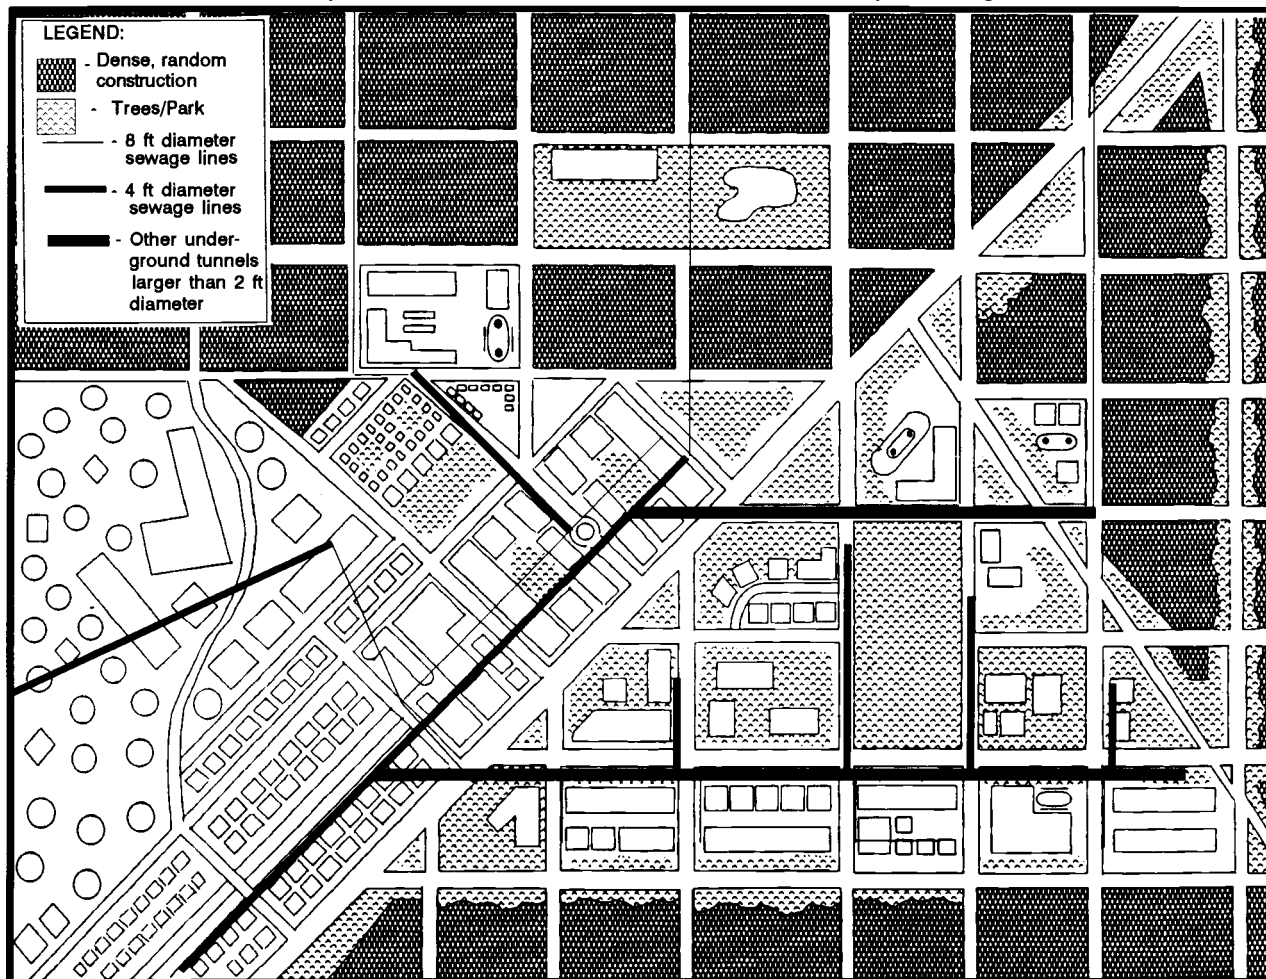 LEGEND:
- Dense, random
construction
- Trees/Park
- 8 ft diameter
sewage lines
- 4 ft diameter
sewage lines
- Other under-
ground tunnels
larger than 2 ft
diameter